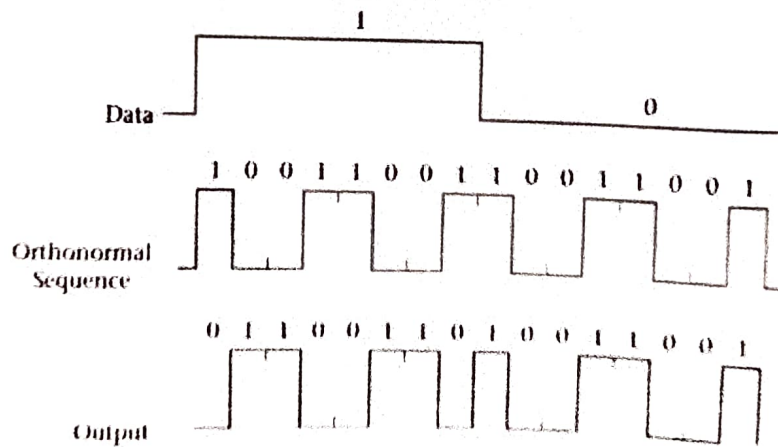 1
Data
0
1 0 0 1 1 0 0 1 1 0 0 1 1 0 0 1
Orthonormal
Sequence
0 1 1 0 0 1 1 0 1 0 0 1 1 0 0 1
Output